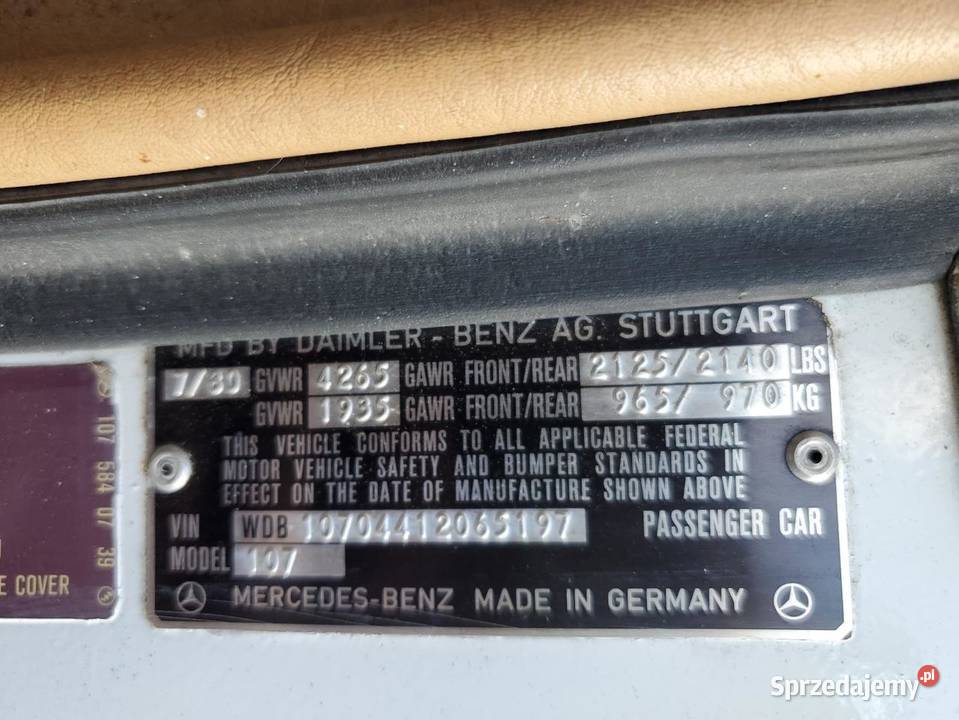 MFD BY DAIMLER - BENZ AG. STUTTGART
7/80 GVWR 4265 GAWR FRONT/REAR 2125/2140 LBS
GVWR 1935 GAWR FRONT/REAR 965/ 970 KG
THIS VEHICLE CONFORMS TO ALL APPLICABLE FEDERAL
MOTOR VEHICLE SAFETY AND BUMPER STANDARDS IN
EFFECT ON THE DATE OF MANUFACTURE SHOWN ABOVE
VIN WDB 10704412065197 PASSENGER CAR
MODEL 107
MERCEDES-BENZ MADE IN GERMANY
107 584 07 39
COVER
Sprzedajemy.pl